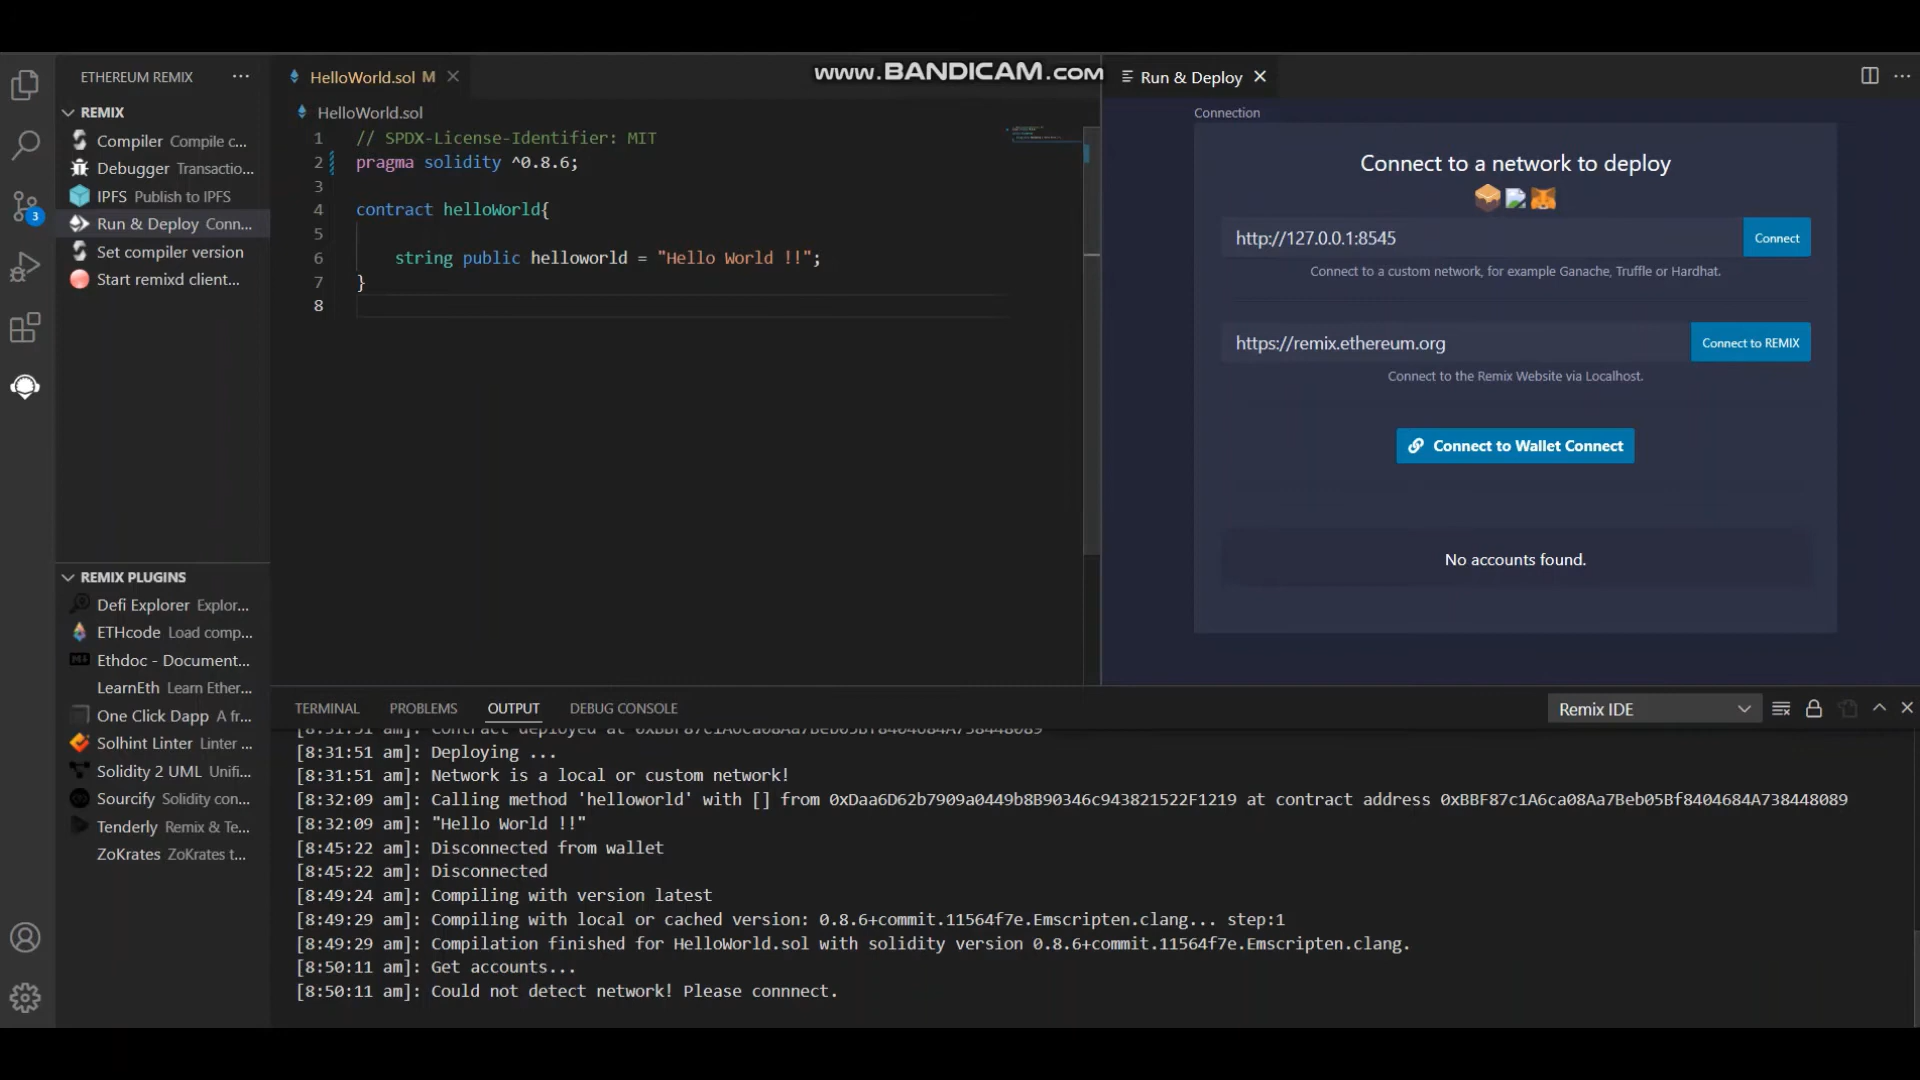 www.BANDICAM.com
ETHEREUM REMIX
REMIX
Compiler Compile c...
Debugger Transactio...
IPFS Publish to IPFS
Run & Deploy Conn...
Set compiler version
Start remixd client...
3
REMIX PLUGINS
Defi Explorer Explor...
ETHcode Load comp...
Ethdoc - Document...
LearnEth Learn Ether...
One Click Dapp A fr...
Solhint Linter Linter ...
Solidity 2 UML Unifi...
Sourcify Solidity con...
Tenderly Remix & Te...
ZoKrates ZoKrates t...
HelloWorld.sol M
HelloWorld.sol
1 // SPDX-License-Identifier: MIT
2 pragma solidity ^0.8.6;
3
4 contract helloWorld{
5
6 string public helloworld = "Hello World !!";
7 }
8
Run & Deploy
Connection
Connect to a network to deploy
http://127.0.0.1:8545 Connect
Connect to a custom network, for example Ganache, Truffle or Hardhat.
https://remix.ethereum.org Connect to REMIX
Connect to the Remix Website via Localhost.
Connect to Wallet Connect
No accounts found.
TERMINAL PROBLEMS OUTPUT DEBUG CONSOLE Remix IDE
[8:31:51 am]: Contract deployed at 0xBBF87c1A6ca08Aa7Beb05Bf8404684A738448089
[8:31:51 am]: Deploying ...
[8:31:51 am]: Network is a local or custom network!
[8:32:09 am]: Calling method 'helloworld' with [] from 0xDaa6D62b7909a0449b8B90346c943821522F1219 at contract address 0xBBF87c1A6ca08Aa7Beb05Bf8404684A738448089
[8:32:09 am]: "Hello World !!"
[8:45:22 am]: Disconnected from wallet
[8:45:22 am]: Disconnected
[8:49:24 am]: Compiling with version latest
[8:49:29 am]: Compiling with local or cached version: 0.8.6+commit.11564f7e.Emscripten.clang... step:1
[8:49:29 am]: Compilation finished for HelloWorld.sol with solidity version 0.8.6+commit.11564f7e.Emscripten.clang.
[8:50:11 am]: Get accounts...
[8:50:11 am]: Could not detect network! Please connnect.